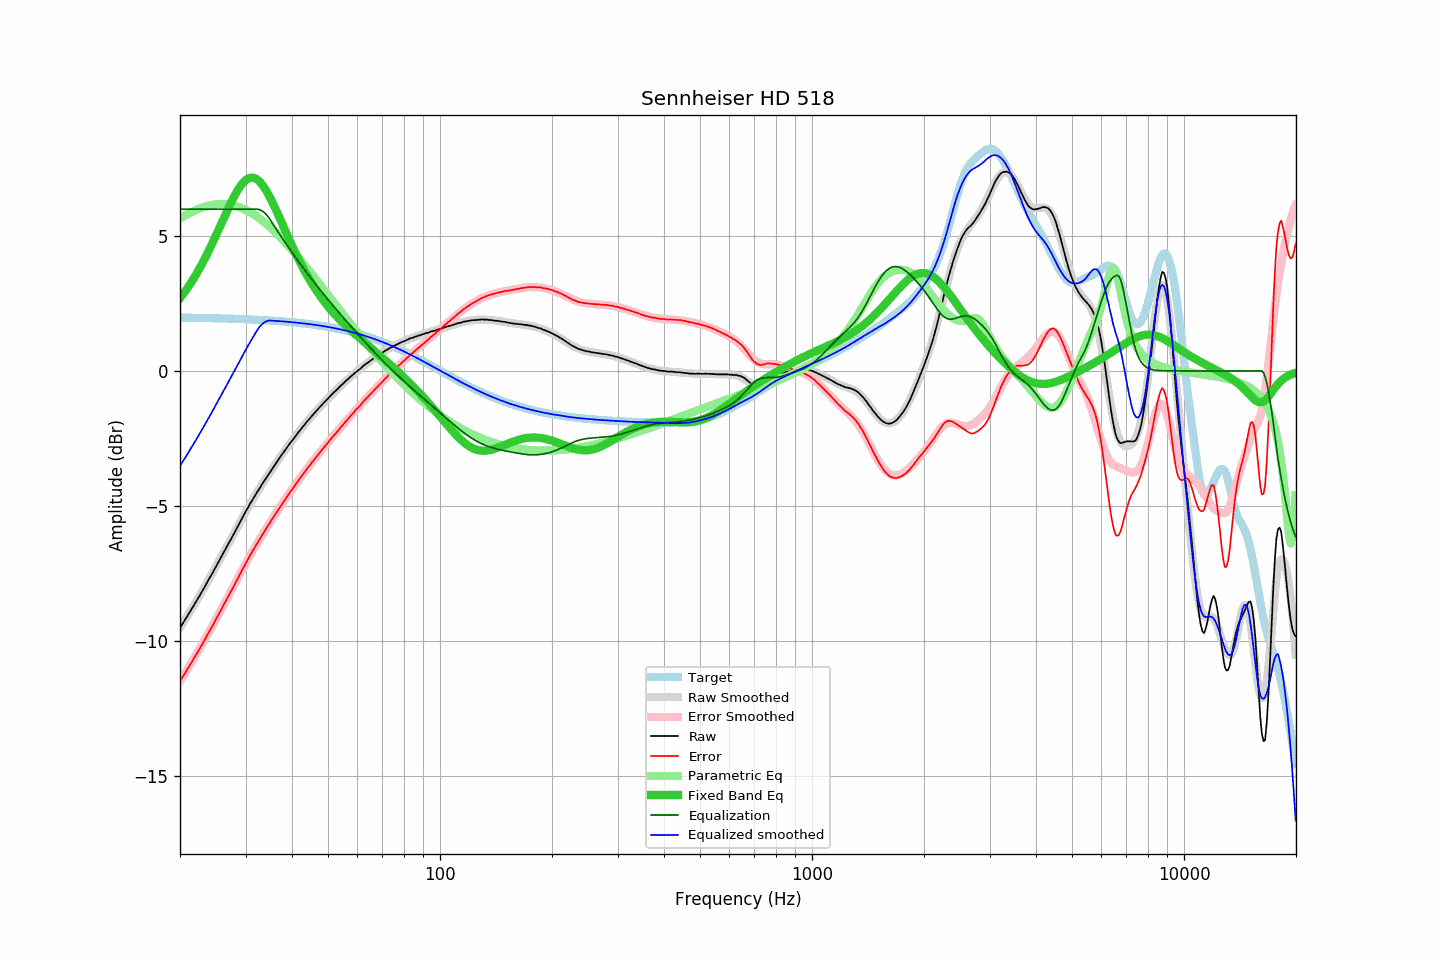 Sennheiser HD 518
Amplitude (dBr)
5
0
−5
−10
−15
Target
Raw Smoothed
Error Smoothed
Raw
Error
Parametric Eq
Fixed Band Eq
Equalization
Equalized smoothed
100 1000 10000
Frequency (Hz)